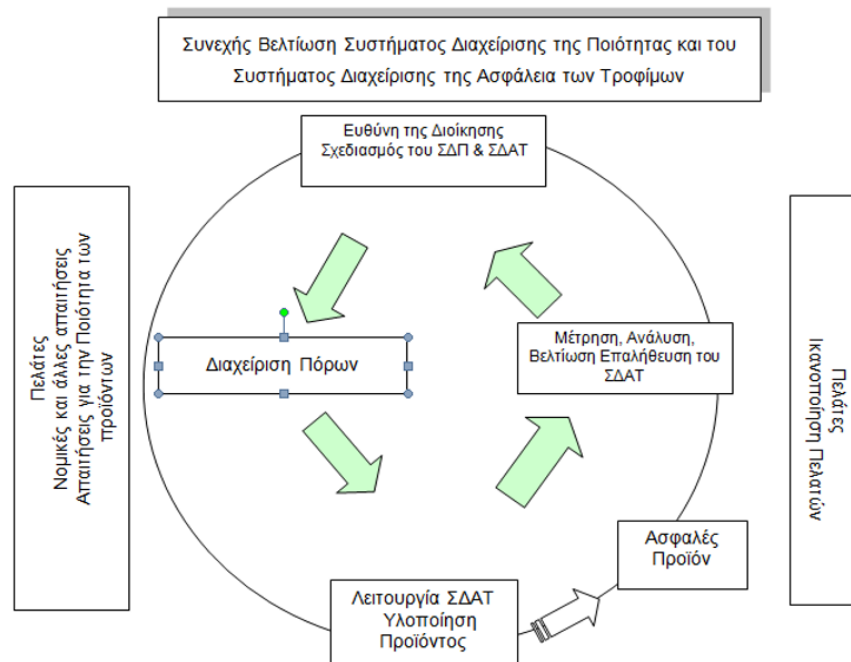 Συνεχής Βελτίωση Συστήματος Διαχείρισης της Ποιότητας και του
Συστήματος Διαχείρισης της Ασφάλεια των Τροφίμων
Ευθύνη της Διοίκησης
Σχεδιασμός του ΣΔΠ & ΣΔΑΤ
Πελάτες
Νομικές και άλλες απαιτήσεις
Απαιτήσεις για την Ποιότητα των
προϊόντων
Διαχείριση Πόρων
Μέτρηση, Ανάλυση,
Βελτίωση Επαλήθευση του
ΣΔΑΤ
Πελάτες
Ικανοποίηση Πελατών
Ασφαλές
Προϊόν
Λειτουργία ΣΔΑΤ
Υλοποίηση
Προϊόντος